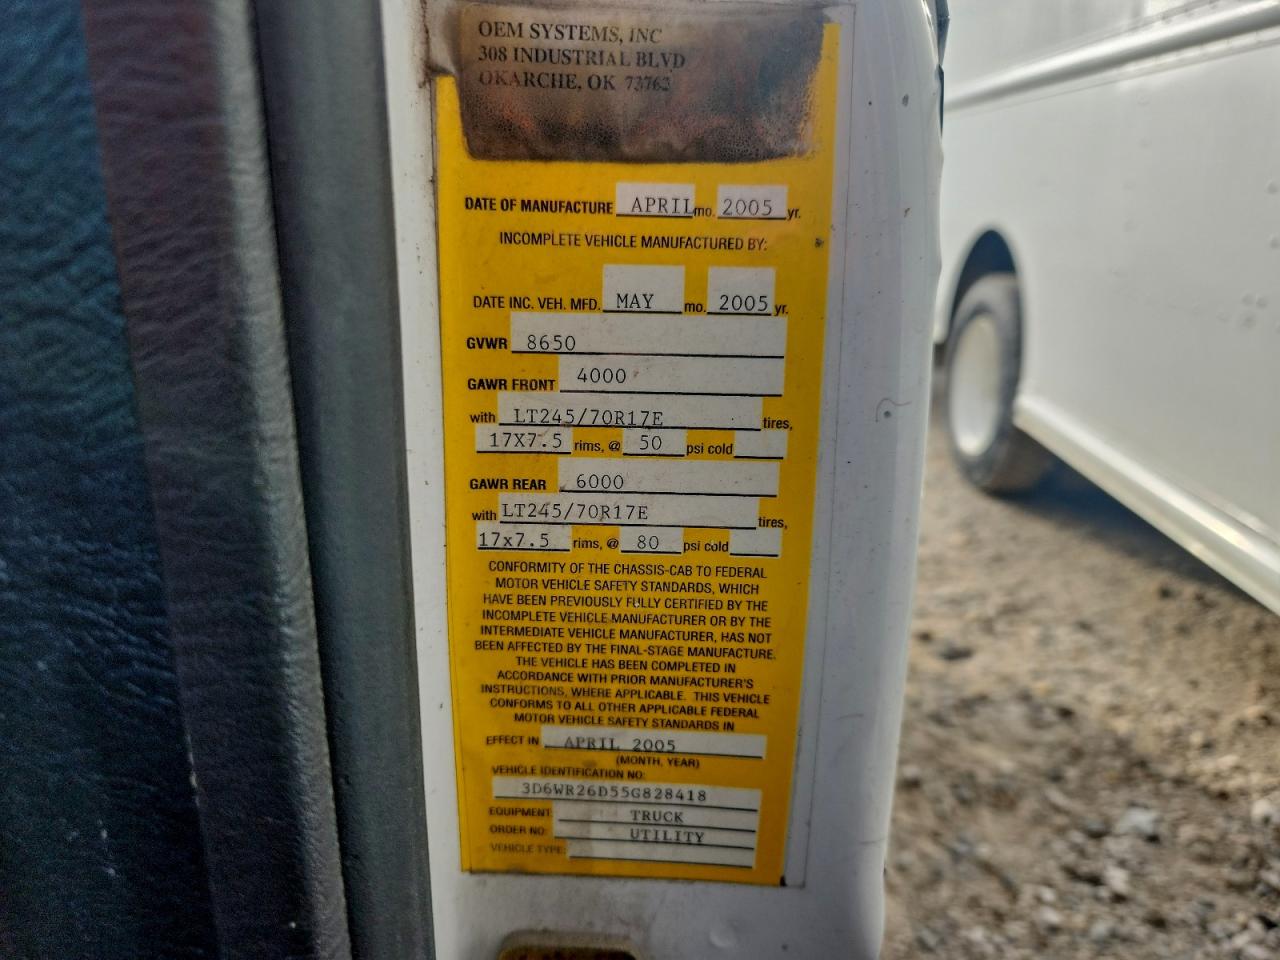 OEM SYSTEMS, INC
308 INDUSTRIAL BLVD
OKARCHE, OK 73762
DATE OF MANUFACTURE APRIL mo. 2005 yr.
INCOMPLETE VEHICLE MANUFACTURED BY:
DATE INC. VEH. MFD. MAY mo. 2005 yr.
GVWR 8650
GAWR FRONT 4000
with LT245/70R17E tires,
17X7.5 rims, @ 50 psi cold
GAWR REAR 6000
with LT245/70R17E tires,
17x7.5 rims, @ 80 psi cold
CONFORMITY OF THE CHASSIS-CAB TO FEDERAL
MOTOR VEHICLE SAFETY STANDARDS, WHICH
HAVE BEEN PREVIOUSLY FULLY CERTIFIED BY THE
INCOMPLETE VEHICLE MANUFACTURER OR BY THE
INTERMEDIATE VEHICLE MANUFACTURER, HAS NOT
BEEN AFFECTED BY THE FINAL-STAGE MANUFACTURE.
THE VEHICLE HAS BEEN COMPLETED IN
ACCORDANCE WITH PRIOR MANUFACTURER'S
INSTRUCTIONS, WHERE APPLICABLE. THIS VEHICLE
CONFORMS TO ALL OTHER APPLICABLE FEDERAL
MOTOR VEHICLE SAFETY STANDARDS IN
EFFECT IN APRIL 2005
(MONTH, YEAR)
VEHICLE IDENTIFICATION NO:
3D6WR26D55G828418
EQUIPMENT: TRUCK
ORDER NO: UTILITY
VEHICLE TYPE: